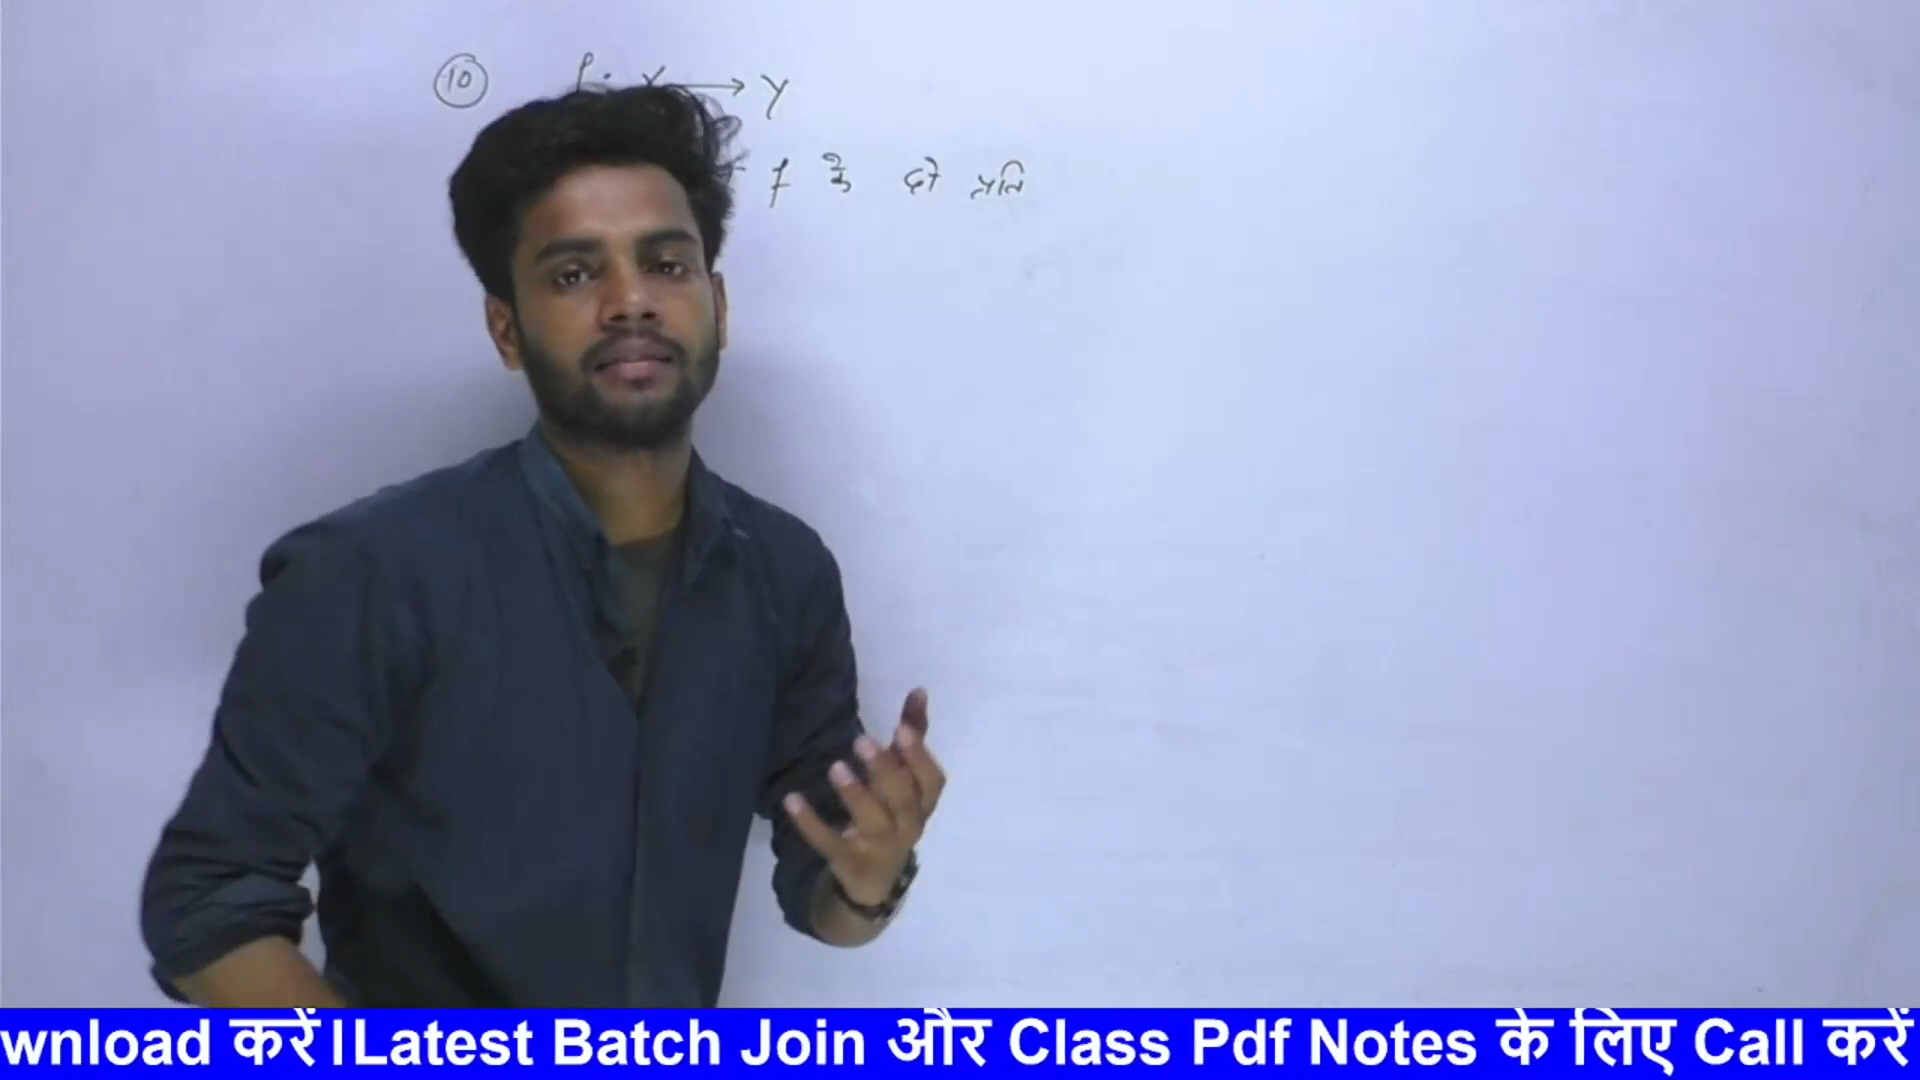 10 f: X → Y
f के दो प्रति
wnload करें।Latest Batch Join और Class Pdf Notes के लिए Call करें